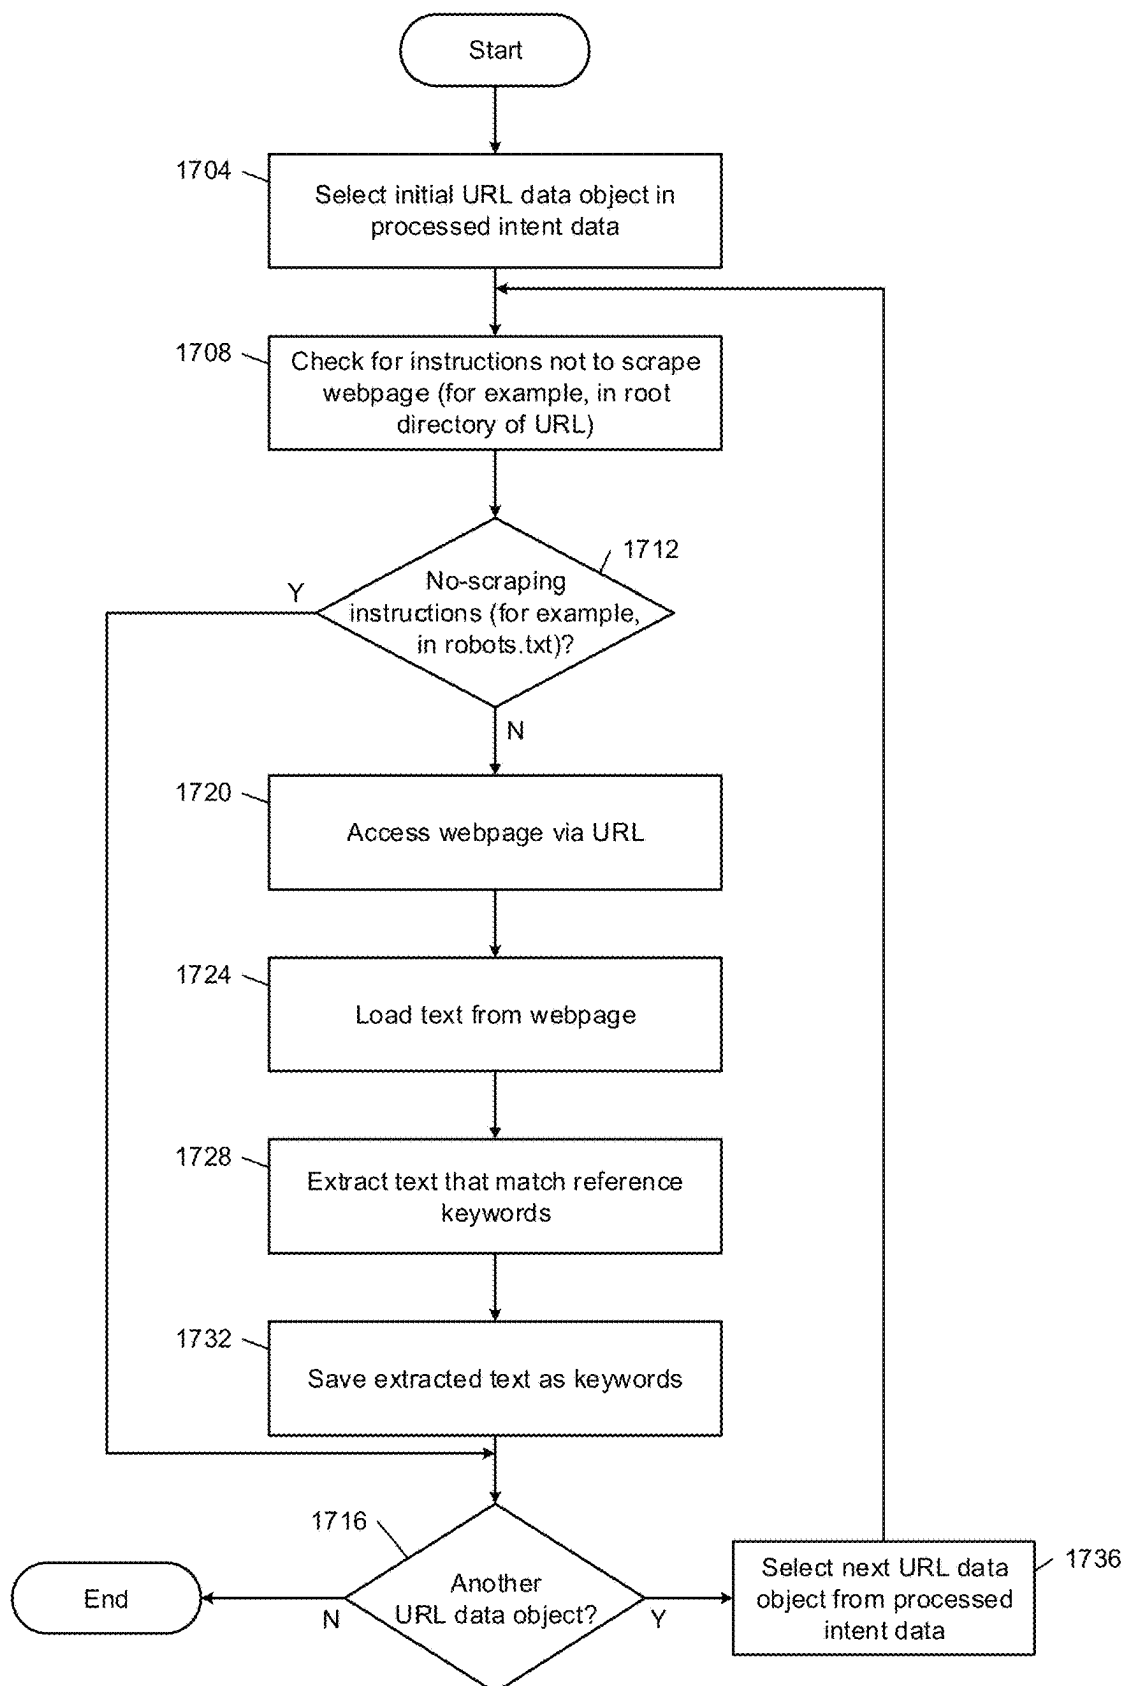 Start
1704
Select initial URL data object in
processed intent data
1708
Check for instructions not to scrape
webpage (for example, in root
directory of URL)
1712
No-scraping
instructions (for example,
in robots.txt)?
Y
N
1720
Access webpage via URL
1724
Load text from webpage
1728
Extract text that match reference
keywords
1732
Save extracted text as keywords
1716
Another
URL data object?
N
Y
End
1736
Select next URL data
object from processed
intent data